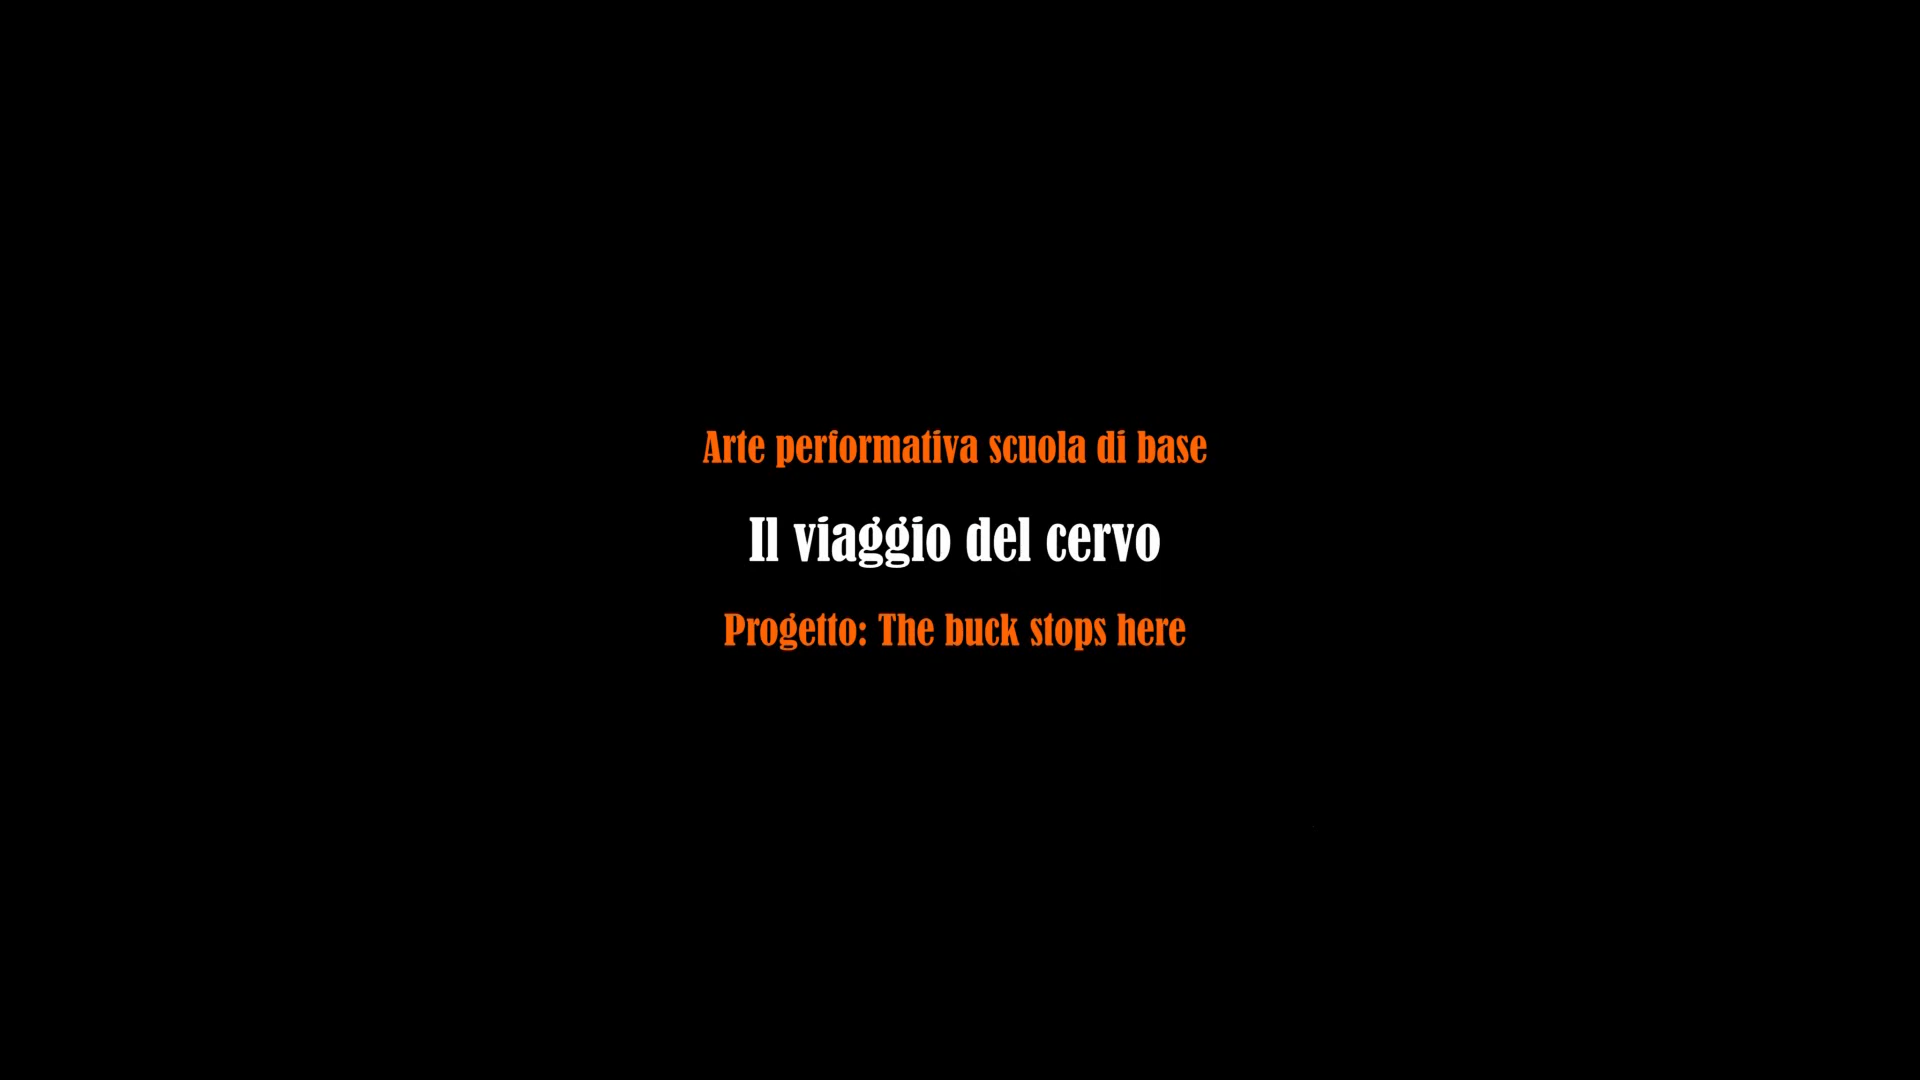 Arte performativa scuola di base
Il viaggio del cervo
Progetto: The buck stops here